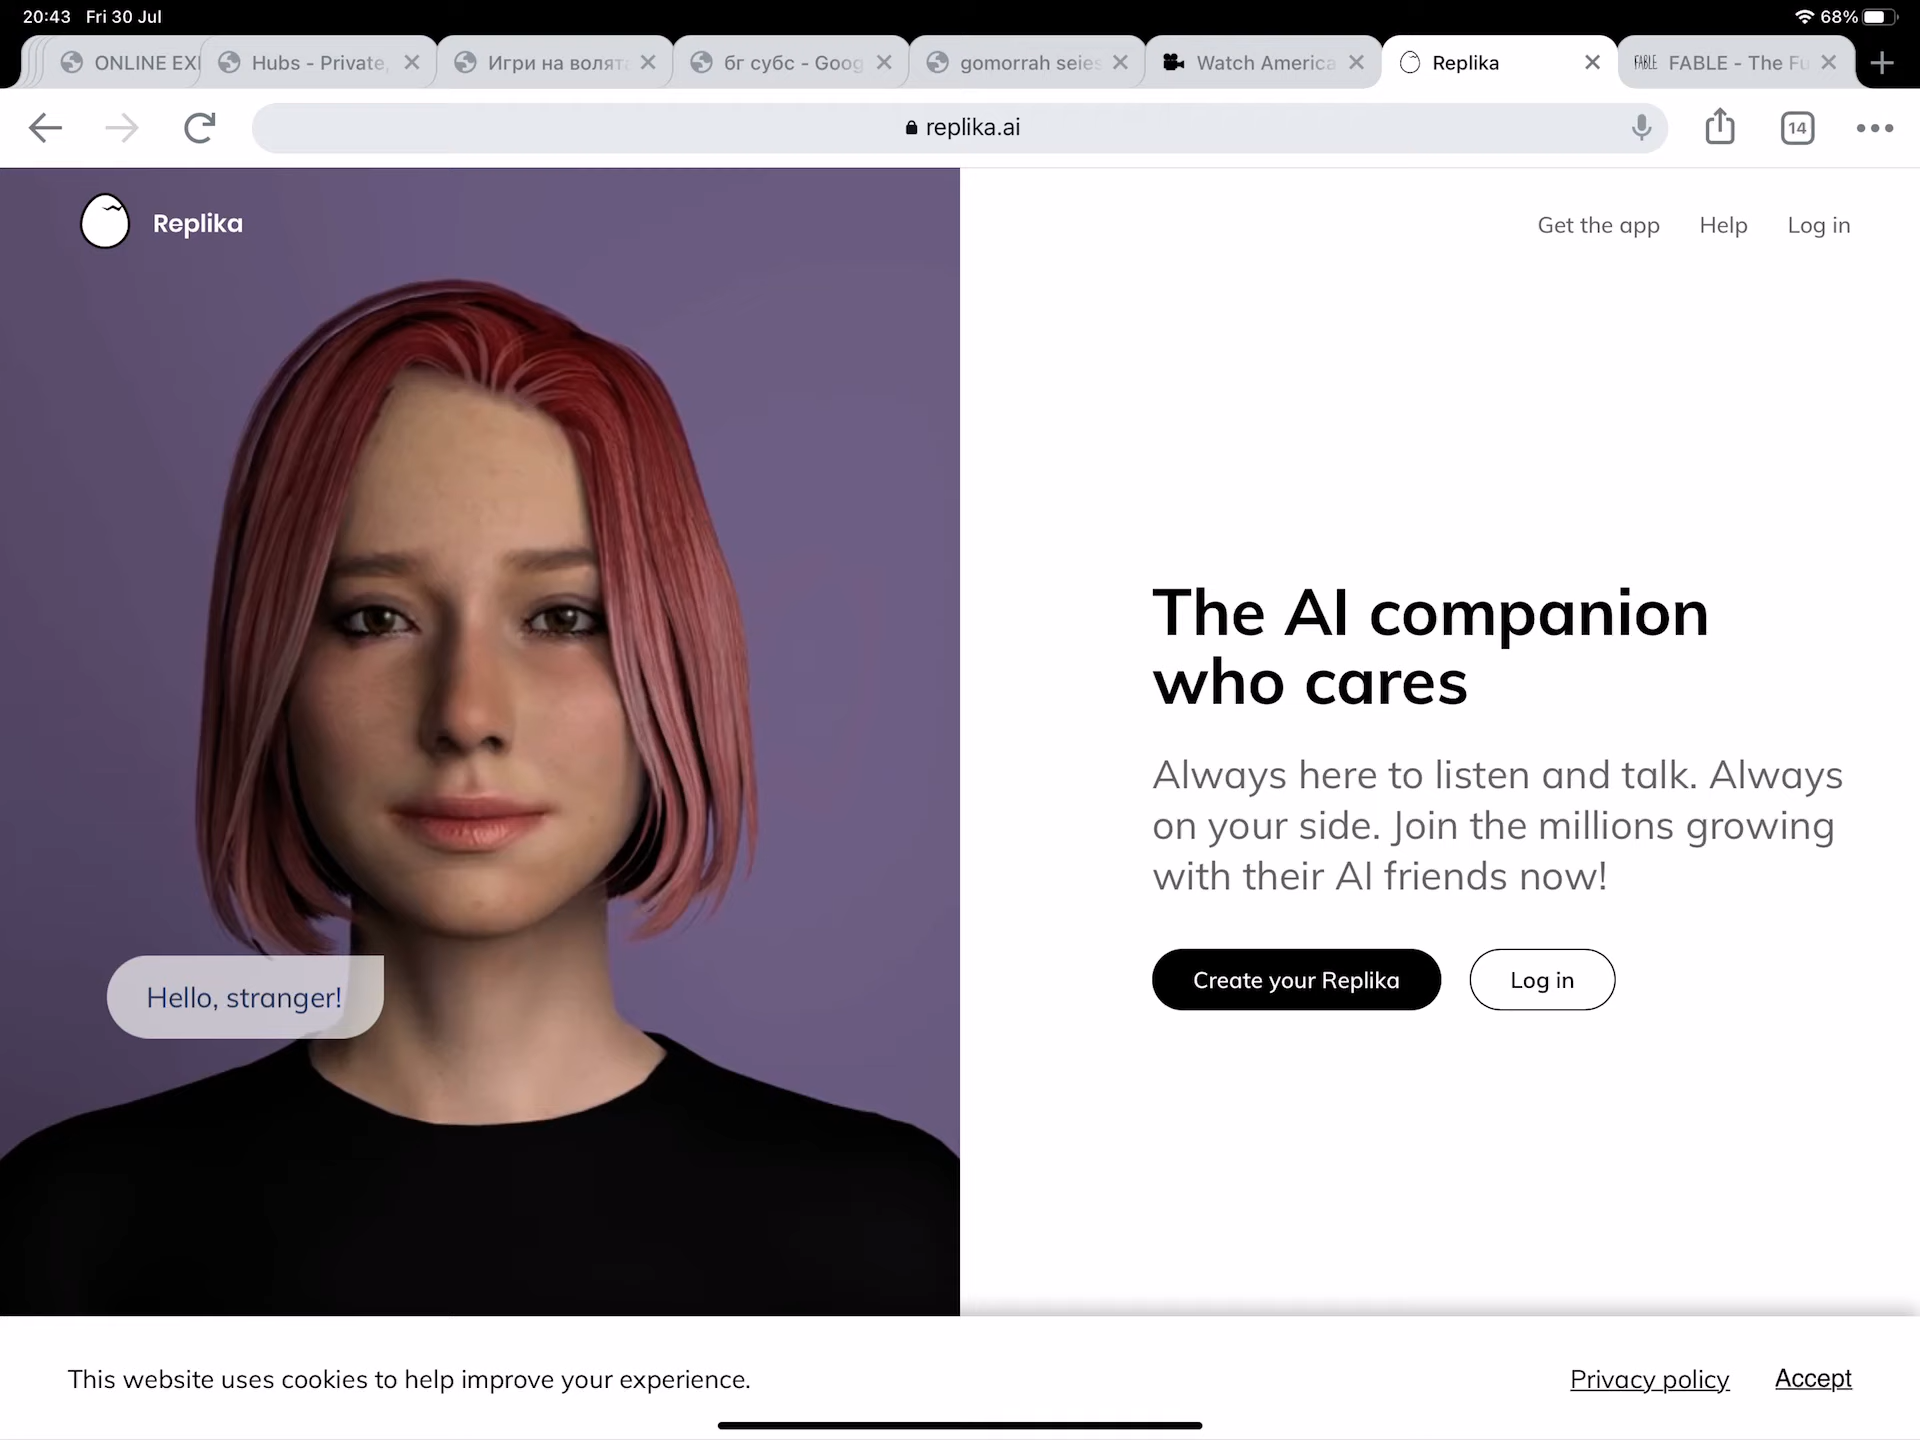 20:43 Fri 30 Jul
68%
ONLINE EX
Hubs - Private,
Игри на волят
бг субс - Goog
gomorrah seies
Watch America
Replika
FABLE - The Fu
replika.ai
14
Replika
Get the app Help Log in
The AI companion
who cares
Always here to listen and talk. Always
on your side. Join the millions growing
with their AI friends now!
Create your Replika
Log in
Hello, stranger!
This website uses cookies to help improve your experience.
Privacy policy Accept